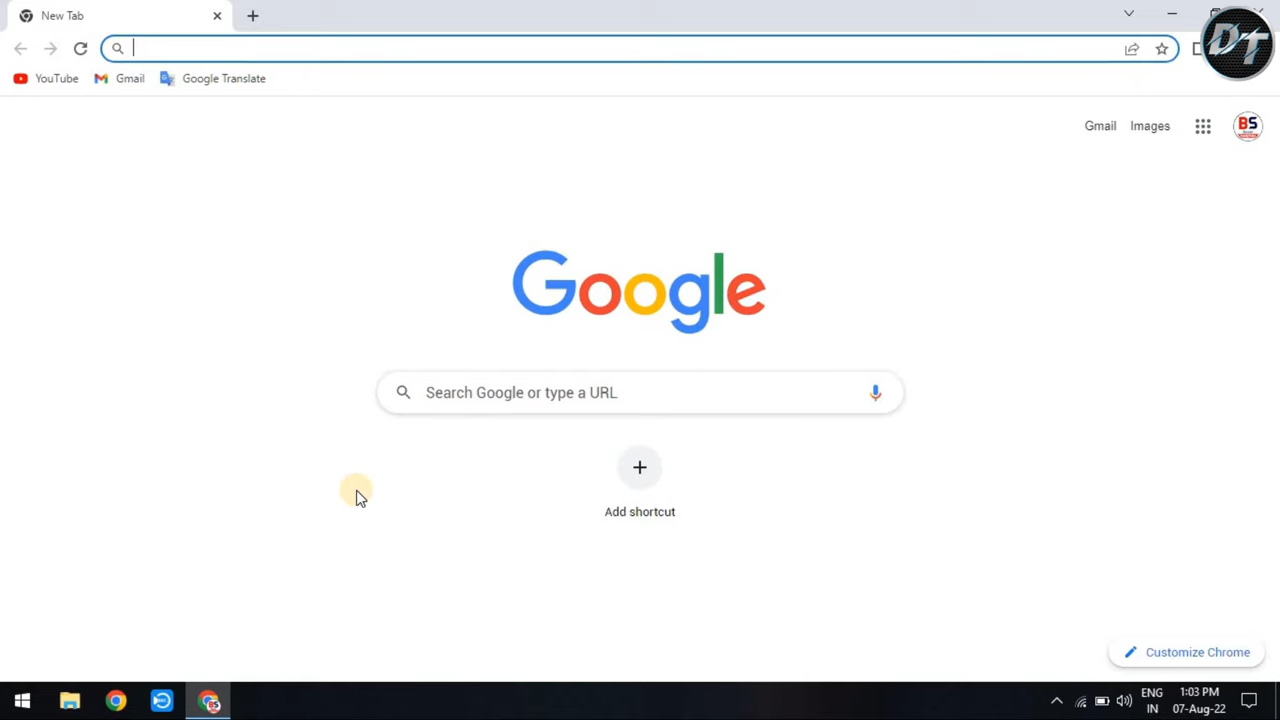 New Tab
DT
YouTube Gmail Google Translate
Gmail Images
BS
Google
Search Google or type a URL
Add shortcut
Customize Chrome
BS
ENG 1:03 PM
IN 07-Aug-22